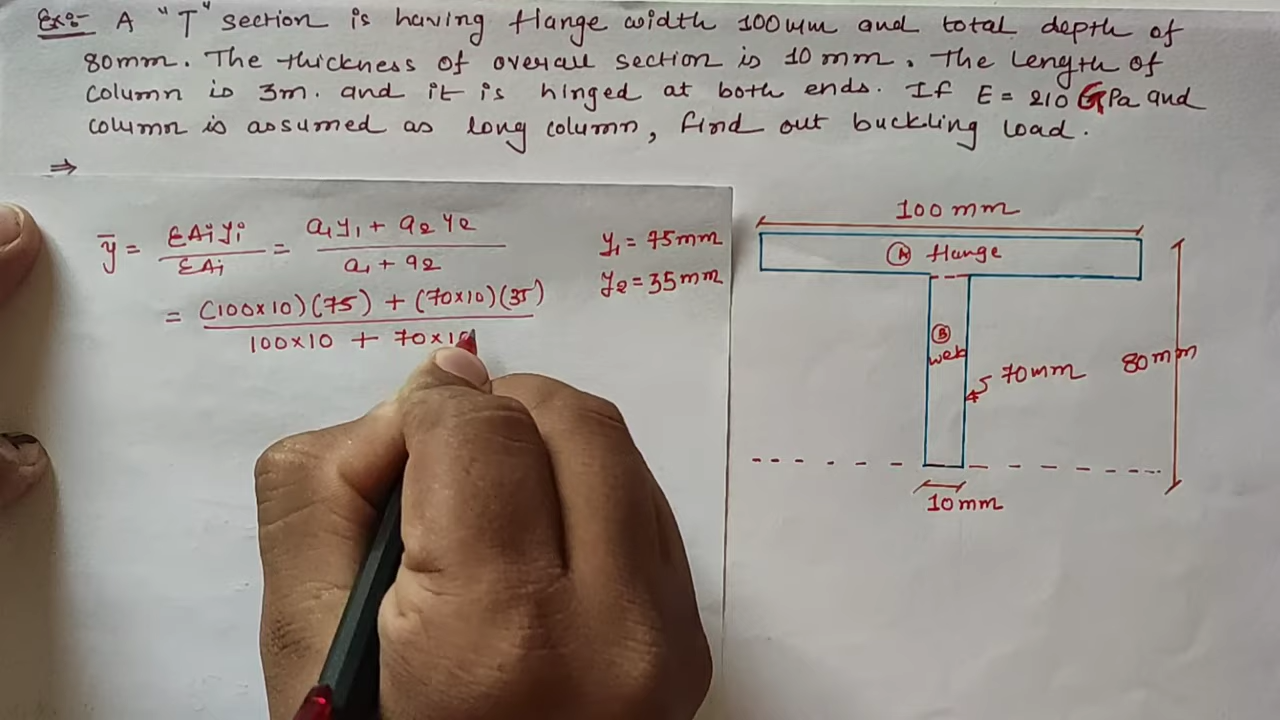 Ex:- A "T" section is having flange width 100mm and total depth of
80mm. The thickness of overall section is 10 mm. The Length of
column is 3m. and it is hinged at both ends. If E = 210 GPa and
column is assumed as long column, find out buckling load.
⇒
ȳ = ΣAiyi / ΣAi = a1y1 + a2y2 / a1 + a2
y1 = 75mm
y2 = 35mm
= (100×10)(75) + (70×10)(35) / 100×10 + 70×10
100 mm
A flange
B
web
70mm
80mm
10mm